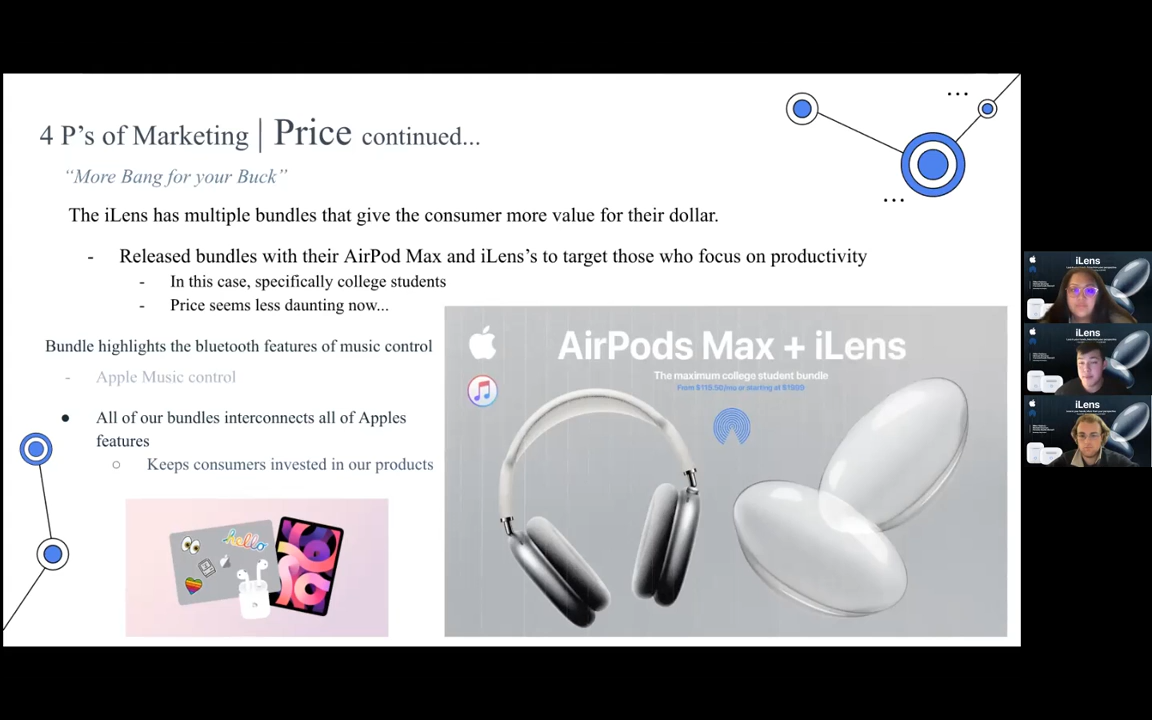 4 P's of Marketing | Price continued...
“More Bang for your Buck”
The iLens has multiple bundles that give the consumer more value for their dollar.
- Released bundles with their AirPod Max and iLens's to target those who focus on productivity
- In this case, specifically college students
- Price seems less daunting now...
Bundle highlights the bluetooth features of music control
- Apple Music control
● All of our bundles interconnects all of Apples
features
○ Keeps consumers invested in our products
hello
AirPods Max + iLens
The maximum college student bundle
iLens
iLens
iLens